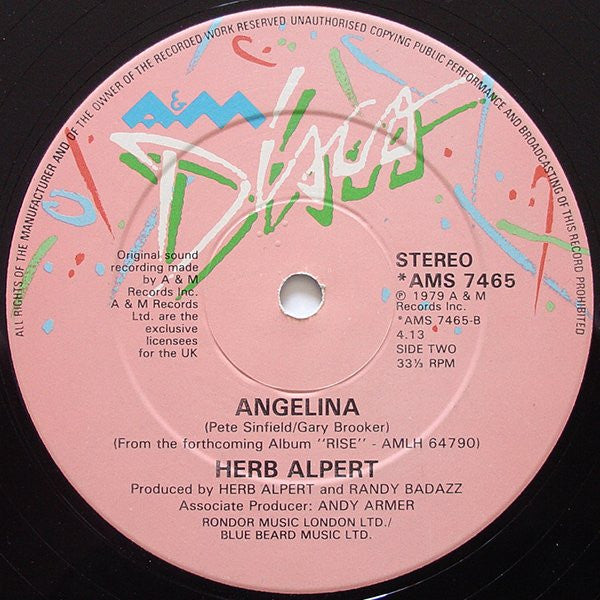 ALL RIGHTS OF THE MANUFACTURER AND OF THE OWNER OF THE RECORDED WORK RESERVED UNAUTHORISED COPYING PUBLIC PERFORMANCE AND BROADCASTING OF THIS RECORD PROHIBITED
A&M
Disco
Original sound
recording made
by A & M
Records Inc.
A & M Records
Ltd. are the
exclusive
licensees
for the UK
STEREO
*AMS 7465
℗ 1979 A & M
Records Inc.
*AMS 7465-B
4.13
SIDE TWO
33⅓ RPM
ANGELINA
(Pete Sinfield/Gary Brooker)
(From the forthcoming Album "RISE" - AMLH 64790)
HERB ALPERT
Produced by HERB ALPERT and RANDY BADAZZ
Associate Producer: ANDY ARMER
RONDOR MUSIC LONDON LTD./
BLUE BEARD MUSIC LTD.